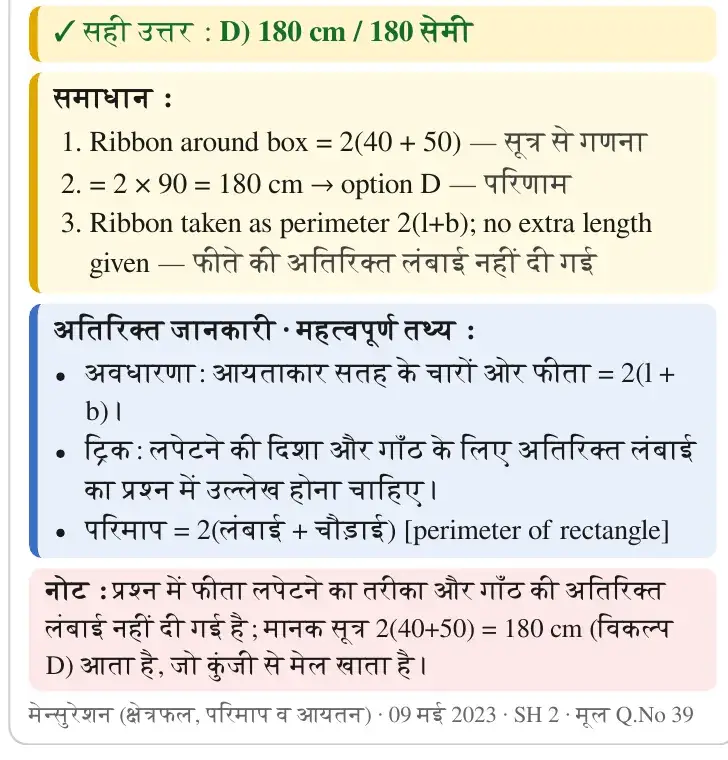 ✓ सही उत्तर : D) 180 cm / 180 सेमी
समाधान :
1. Ribbon around box = 2(40 + 50) — सूत्र से गणना
2. = 2 × 90 = 180 cm → option D — परिणाम
3. Ribbon taken as perimeter 2(l+b); no extra length
given — फीते की अतिरिक्त लंबाई नहीं दी गई
अतिरिक्त जानकारी · महत्वपूर्ण तथ्य :
• अवधारणा : आयताकार सतह के चारों ओर फीता = 2(l +
b) ।
• ट्रिक : लपेटने की दिशा और गाँठ के लिए अतिरिक्त लंबाई
का प्रश्न में उल्लेख होना चाहिए ।
• परिमाप = 2(लंबाई + चौड़ाई) [perimeter of rectangle]
नोट : प्रश्न में फीता लपेटने का तरीका और गाँठ की अतिरिक्त
लंबाई नहीं दी गई है ; मानक सूत्र 2(40+50) = 180 cm (विकल्प
D) आता है, जो कुंजी से मेल खाता है ।
मेन्सुरेशन (क्षेत्रफल, परिमाप व आयतन) · 09 मई 2023 · SH 2 · मूल Q.No 39